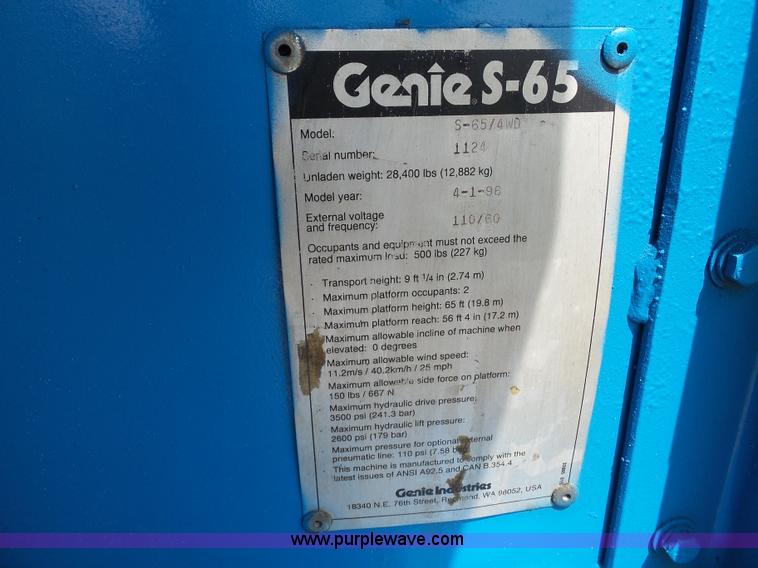 Genie S-65
Model: S-65/4WD
Serial number: 1124
Unladen weight: 28,400 lbs (12,882 kg)
Model year: 4-1-96
External voltage
and frequency: 110/60
Occupants and equipment must not exceed the
rated maximum load: 500 lbs (227 kg)
· Transport height: 9 ft 1/4 in (2.74 m)
· Maximum platform occupants: 2
· Maximum platform height: 65 ft (19.8 m)
· Maximum platform reach: 56 ft 4 in (17.2 m)
· Maximum allowable incline of machine when
elevated: 0 degrees
· Maximum allowable wind speed:
11.2m/s / 40.2km/h / 25 mph
· Maximum allowable side force on platform:
150 lbs / 667 N
· Maximum hydraulic drive pressure:
3500 psi (241.3 bar)
· Maximum hydraulic lift pressure:
2600 psi (179 bar)
· Maximum pressure for optional internal
pneumatic line: 110 psi (7.58 bar)
· This machine is manufactured to comply with the
latest issues of ANSI A92.5 and CAN B.354.4
Genie Industries
18340 N.E. 76th Street, Redmond, WA 98052, USA
www.purplewave.com